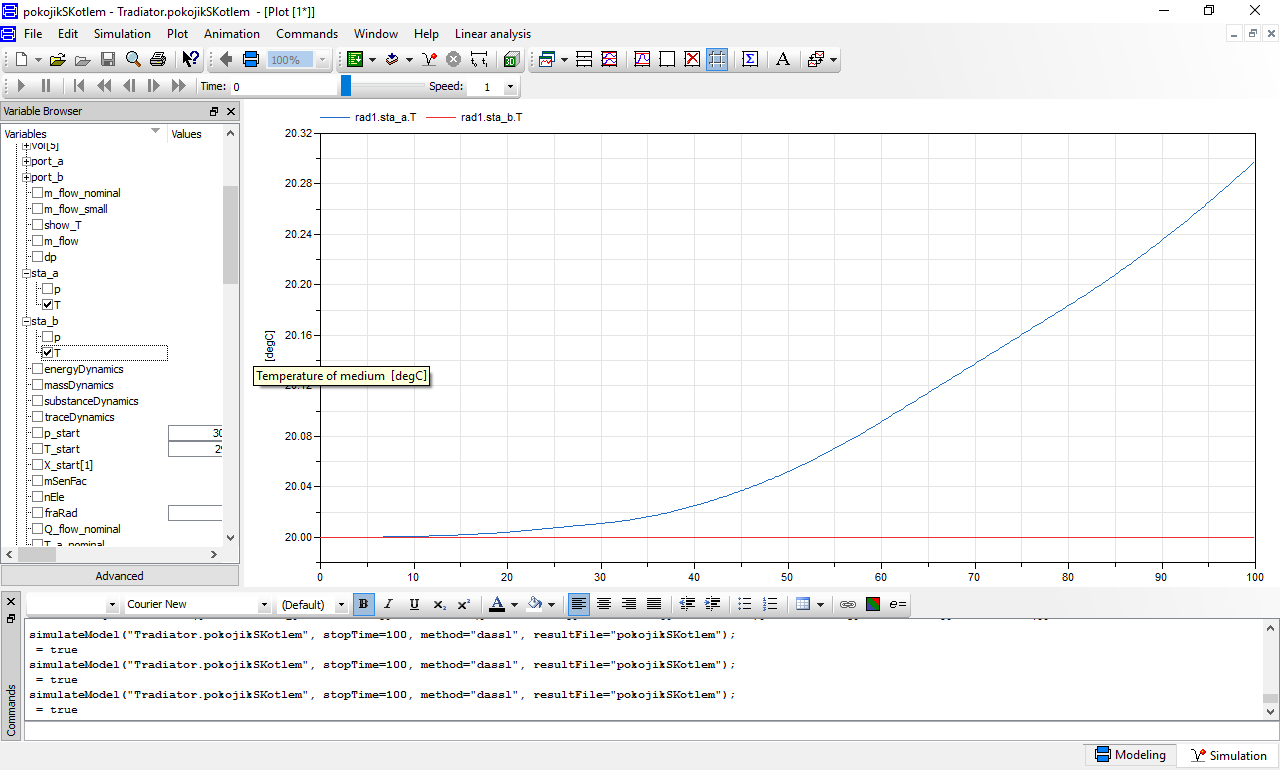 pokojikSKotlem - Tradiator.pokojikSKotlem - [Plot [1*]]
File Edit Simulation Plot Animation Commands Window Help Linear analysis
100%
Time: 0 Speed: 1
Variable Browser
Variables Values
vol[5]
port_a
port_b
m_flow_nominal
m_flow_small
show_T
m_flow
dp
sta_a
p
T
sta_b
p
T
energyDynamics
massDynamics
substanceDynamics
traceDynamics
p_start 30
T_start 29
X_start[1]
mSenFac
nEle
fraRad
Q_flow_nominal
T_a_nominal
Advanced
rad1.sta_a.T rad1.sta_b.T
20.32
20.28
20.24
20.20
20.16
20.12
20.08
20.04
20.00
[degC]
Temperature of medium [degC]
0 10 20 30 40 50 60 70 80 90 100
Courier New (Default) B I U X₂ X² A e=
simulateModel("Tradiator.pokojikSKotlem", stopTime=100, method="dassl", resultFile="pokojikSKotlem");
= true
simulateModel("Tradiator.pokojikSKotlem", stopTime=100, method="dassl", resultFile="pokojikSKotlem");
= true
simulateModel("Tradiator.pokojikSKotlem", stopTime=100, method="dassl", resultFile="pokojikSKotlem");
= true
Commands
Modeling Simulation